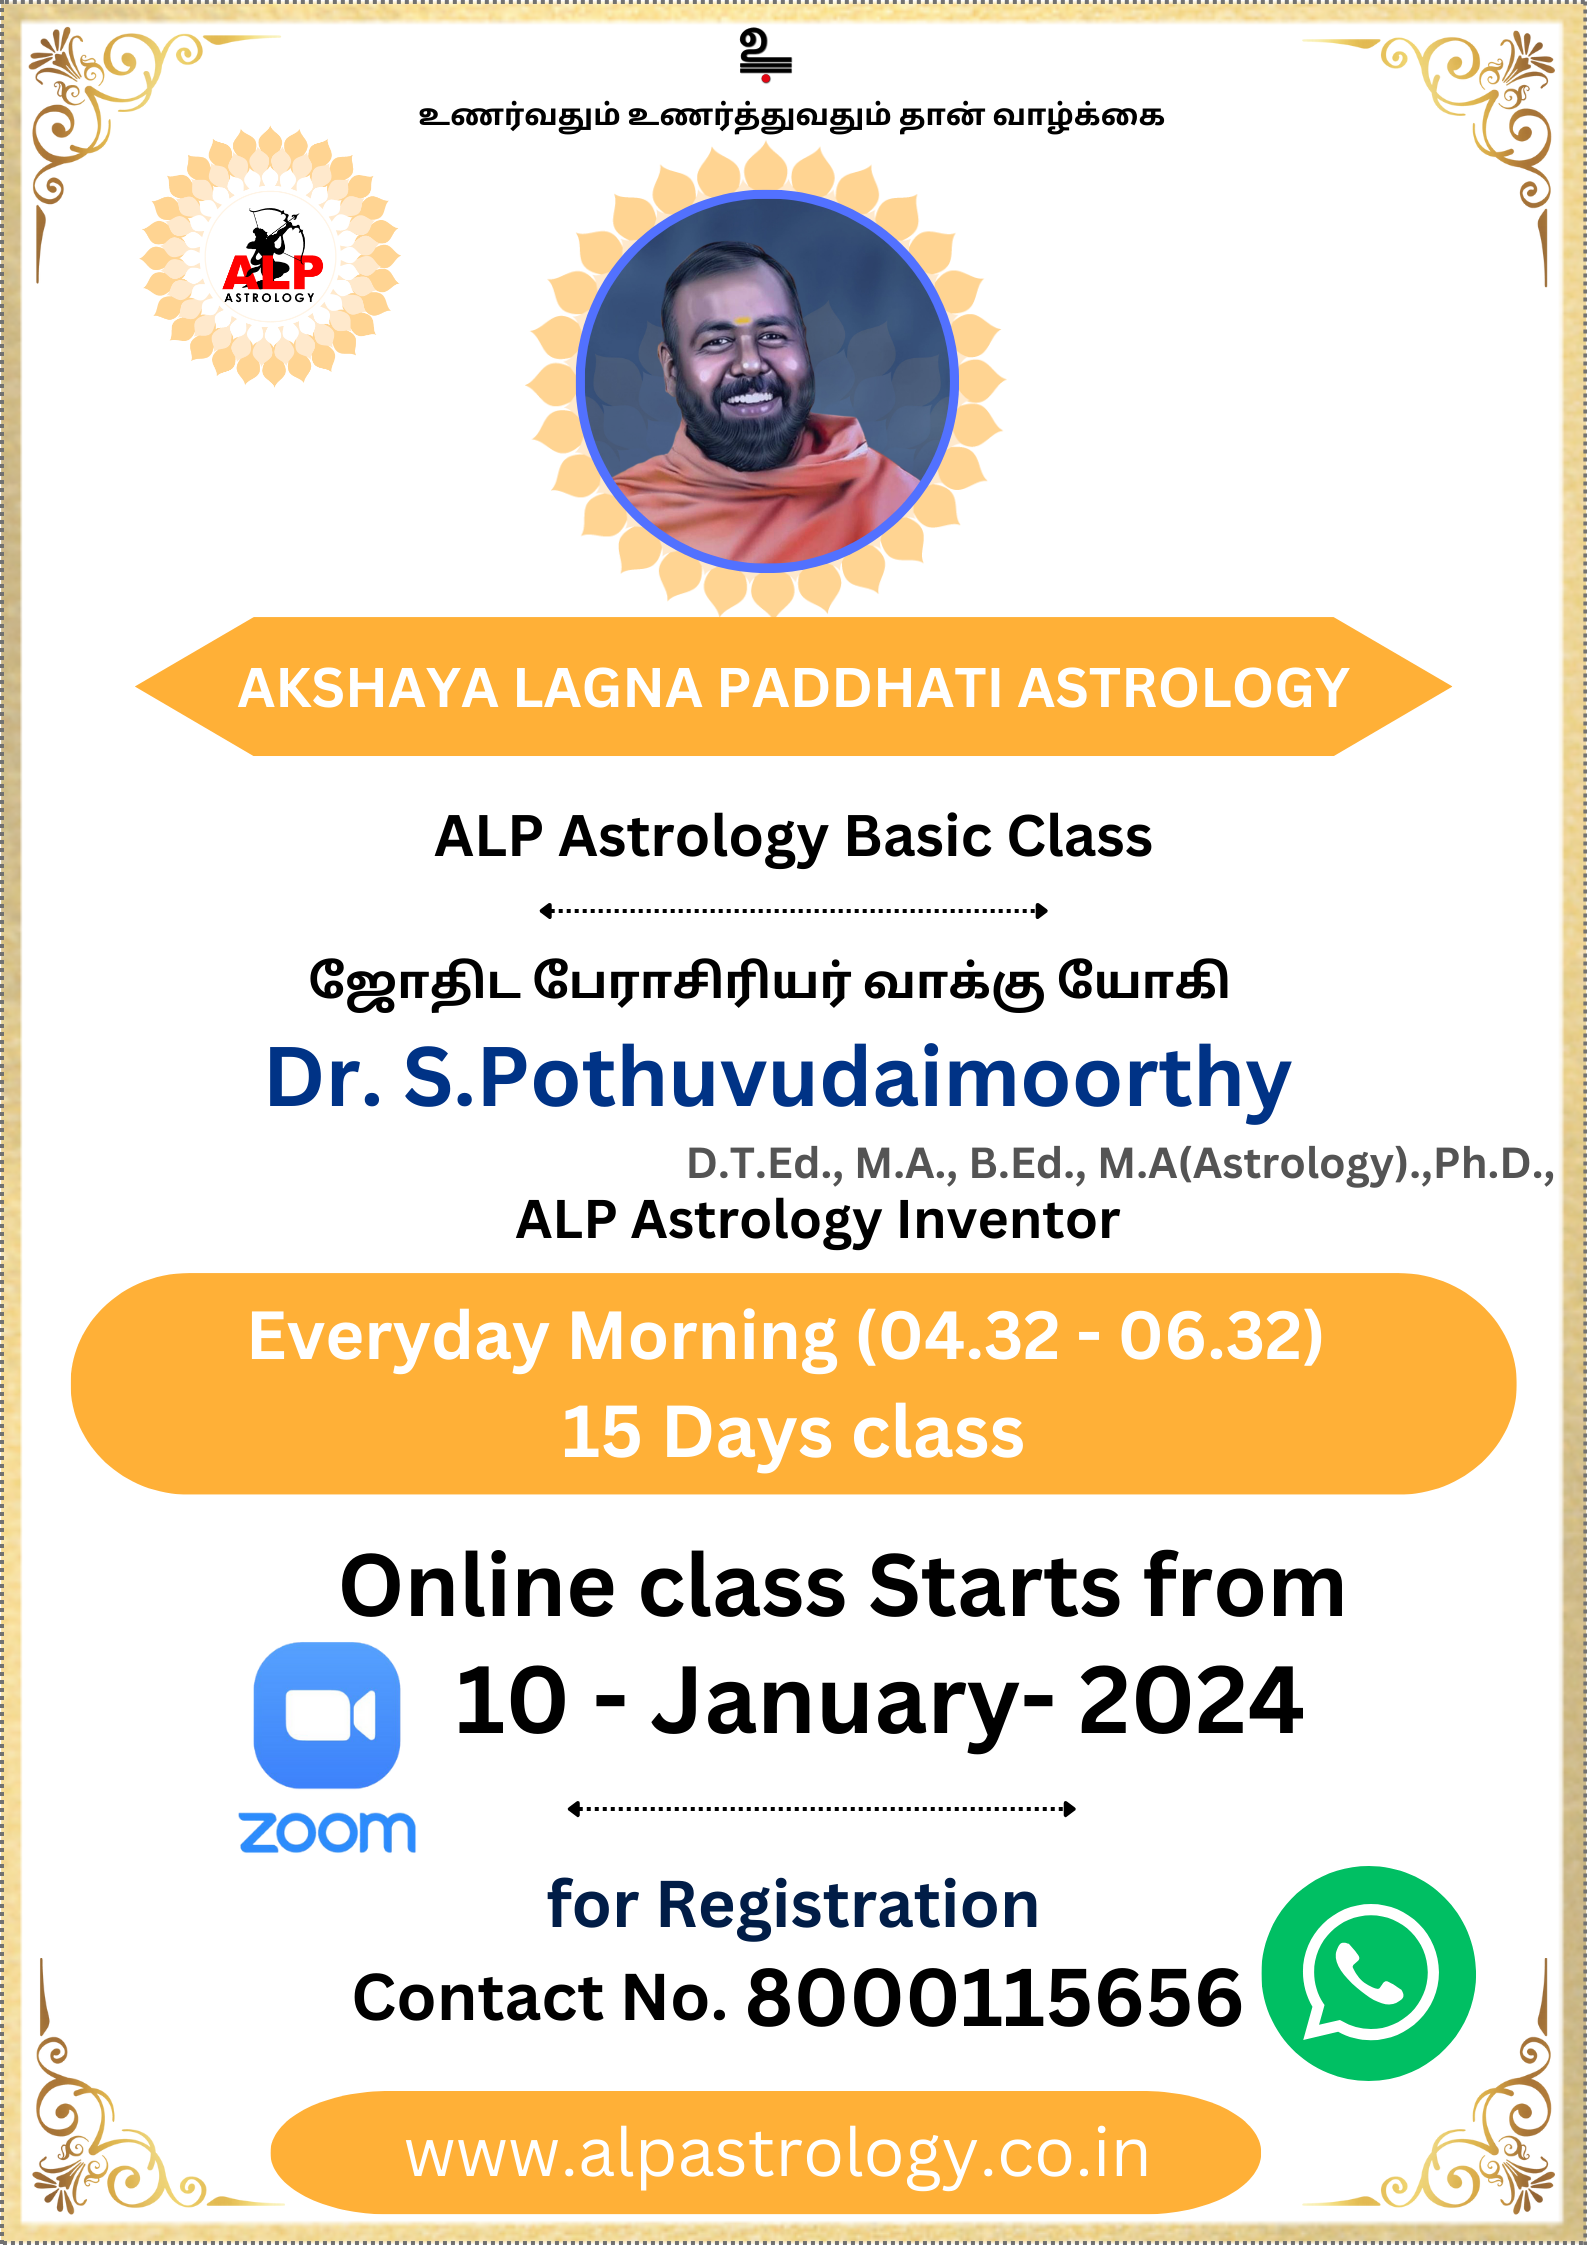 உ
உணர்வதும் உணர்த்துவதும் தான் வாழ்க்கை
ALP
ASTROLOGY
AKSHAYA LAGNA PADDHATI ASTROLOGY
ALP Astrology Basic Class
ஜோதிட பேராசிரியர் வாக்கு யோகி
Dr. S.Pothuvudaimoorthy
D.T.Ed., M.A., B.Ed., M.A(Astrology).,Ph.D.,
ALP Astrology Inventor
Everyday Morning (04.32 - 06.32)
15 Days class
Online class Starts from
10 - January- 2024
zoom
for Registration
Contact No. 8000115656
www.alpastrology.co.in